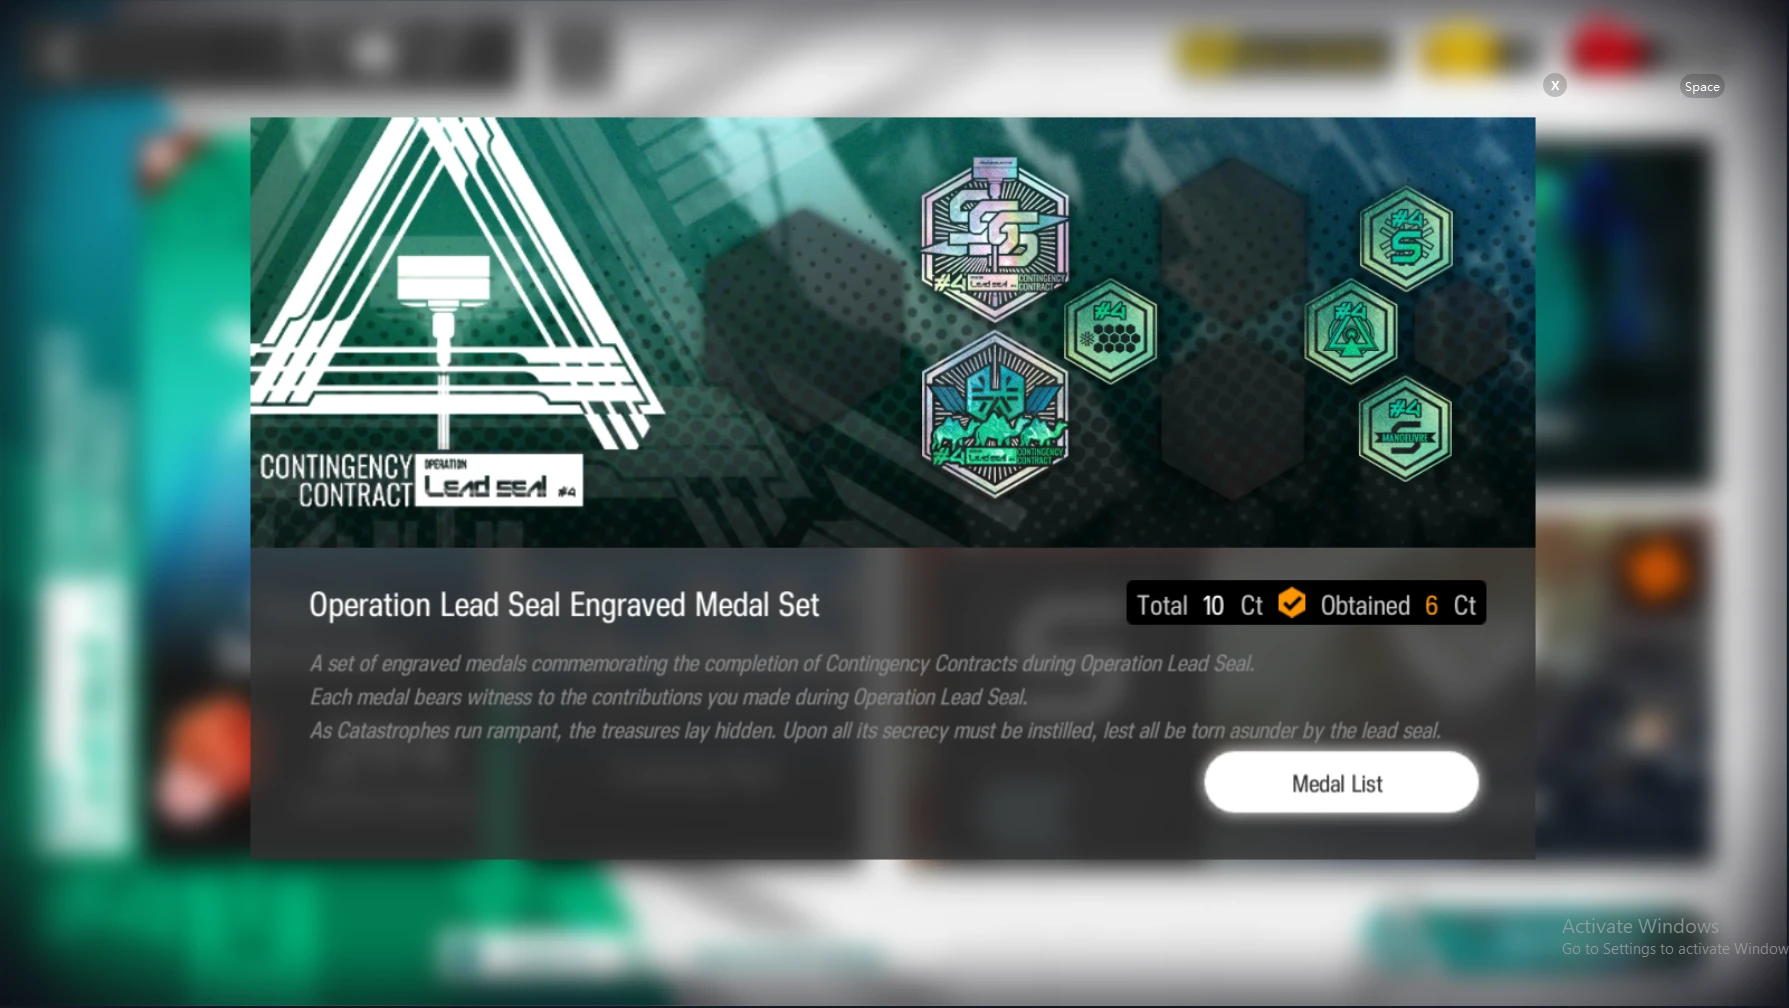 X
Space
#4
Lead Seal
CONTINGENCY
CONTRACT
#4
#4
#4
#4
#4
CONTINGENCY
CONTRACT
MANOEUVRE
CONTINGENCY
CONTRACT
OPERATION
Lead Seal #4
Operation Lead Seal Engraved Medal Set
Total 10 Ct Obtained 6 Ct
A set of engraved medals commemorating the completion of Contingency Contracts during Operation Lead Seal.
Each medal bears witness to the contributions you made during Operation Lead Seal.
As Catastrophes run rampant, the treasures lay hidden. Upon all its secrecy must be instilled, lest all be torn asunder by the lead seal.
Medal List
Activate Windows
Go to Settings to activate Window